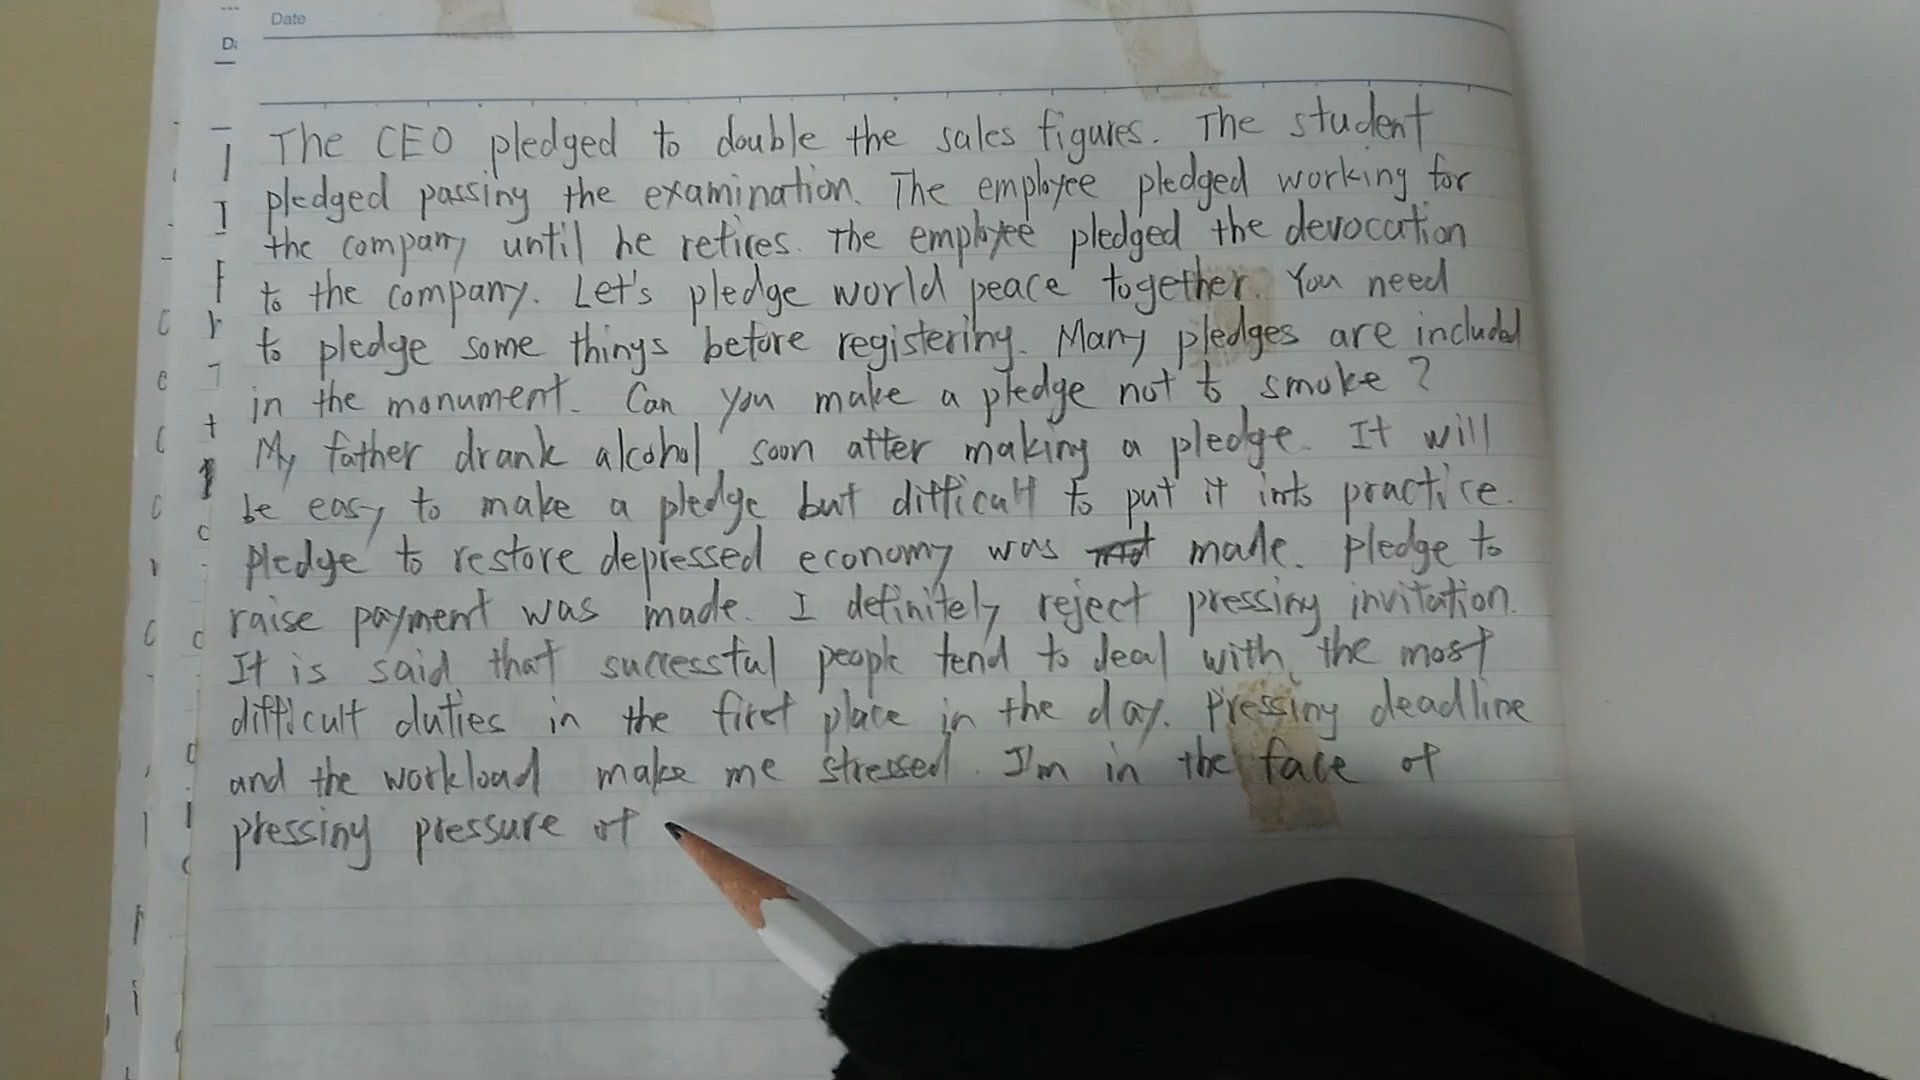 Date
The CEO pledged to double the sales figures. The student
pledged passing the examination. The employee pledged working for
the company until he retires. The employee pledged the devocation
to the company. Let's pledge world peace together. You need
to pledge some things before registering. Many pledges are included
in the monument. Can you make a pledge not to smoke?
My father drank alcohol soon after making a pledge. It will
be easy to make a pledge but difficult to put it into practice.
Pledge to restore depressed economy was made. Pledge to
raise payment was made. I definitely reject pressing invitation.
It is said that successful people tend to deal with the most
difficult duties in the first place in the day. Pressing deadline
and the workload make me stressed. I'm in the face of
pressing pressure of